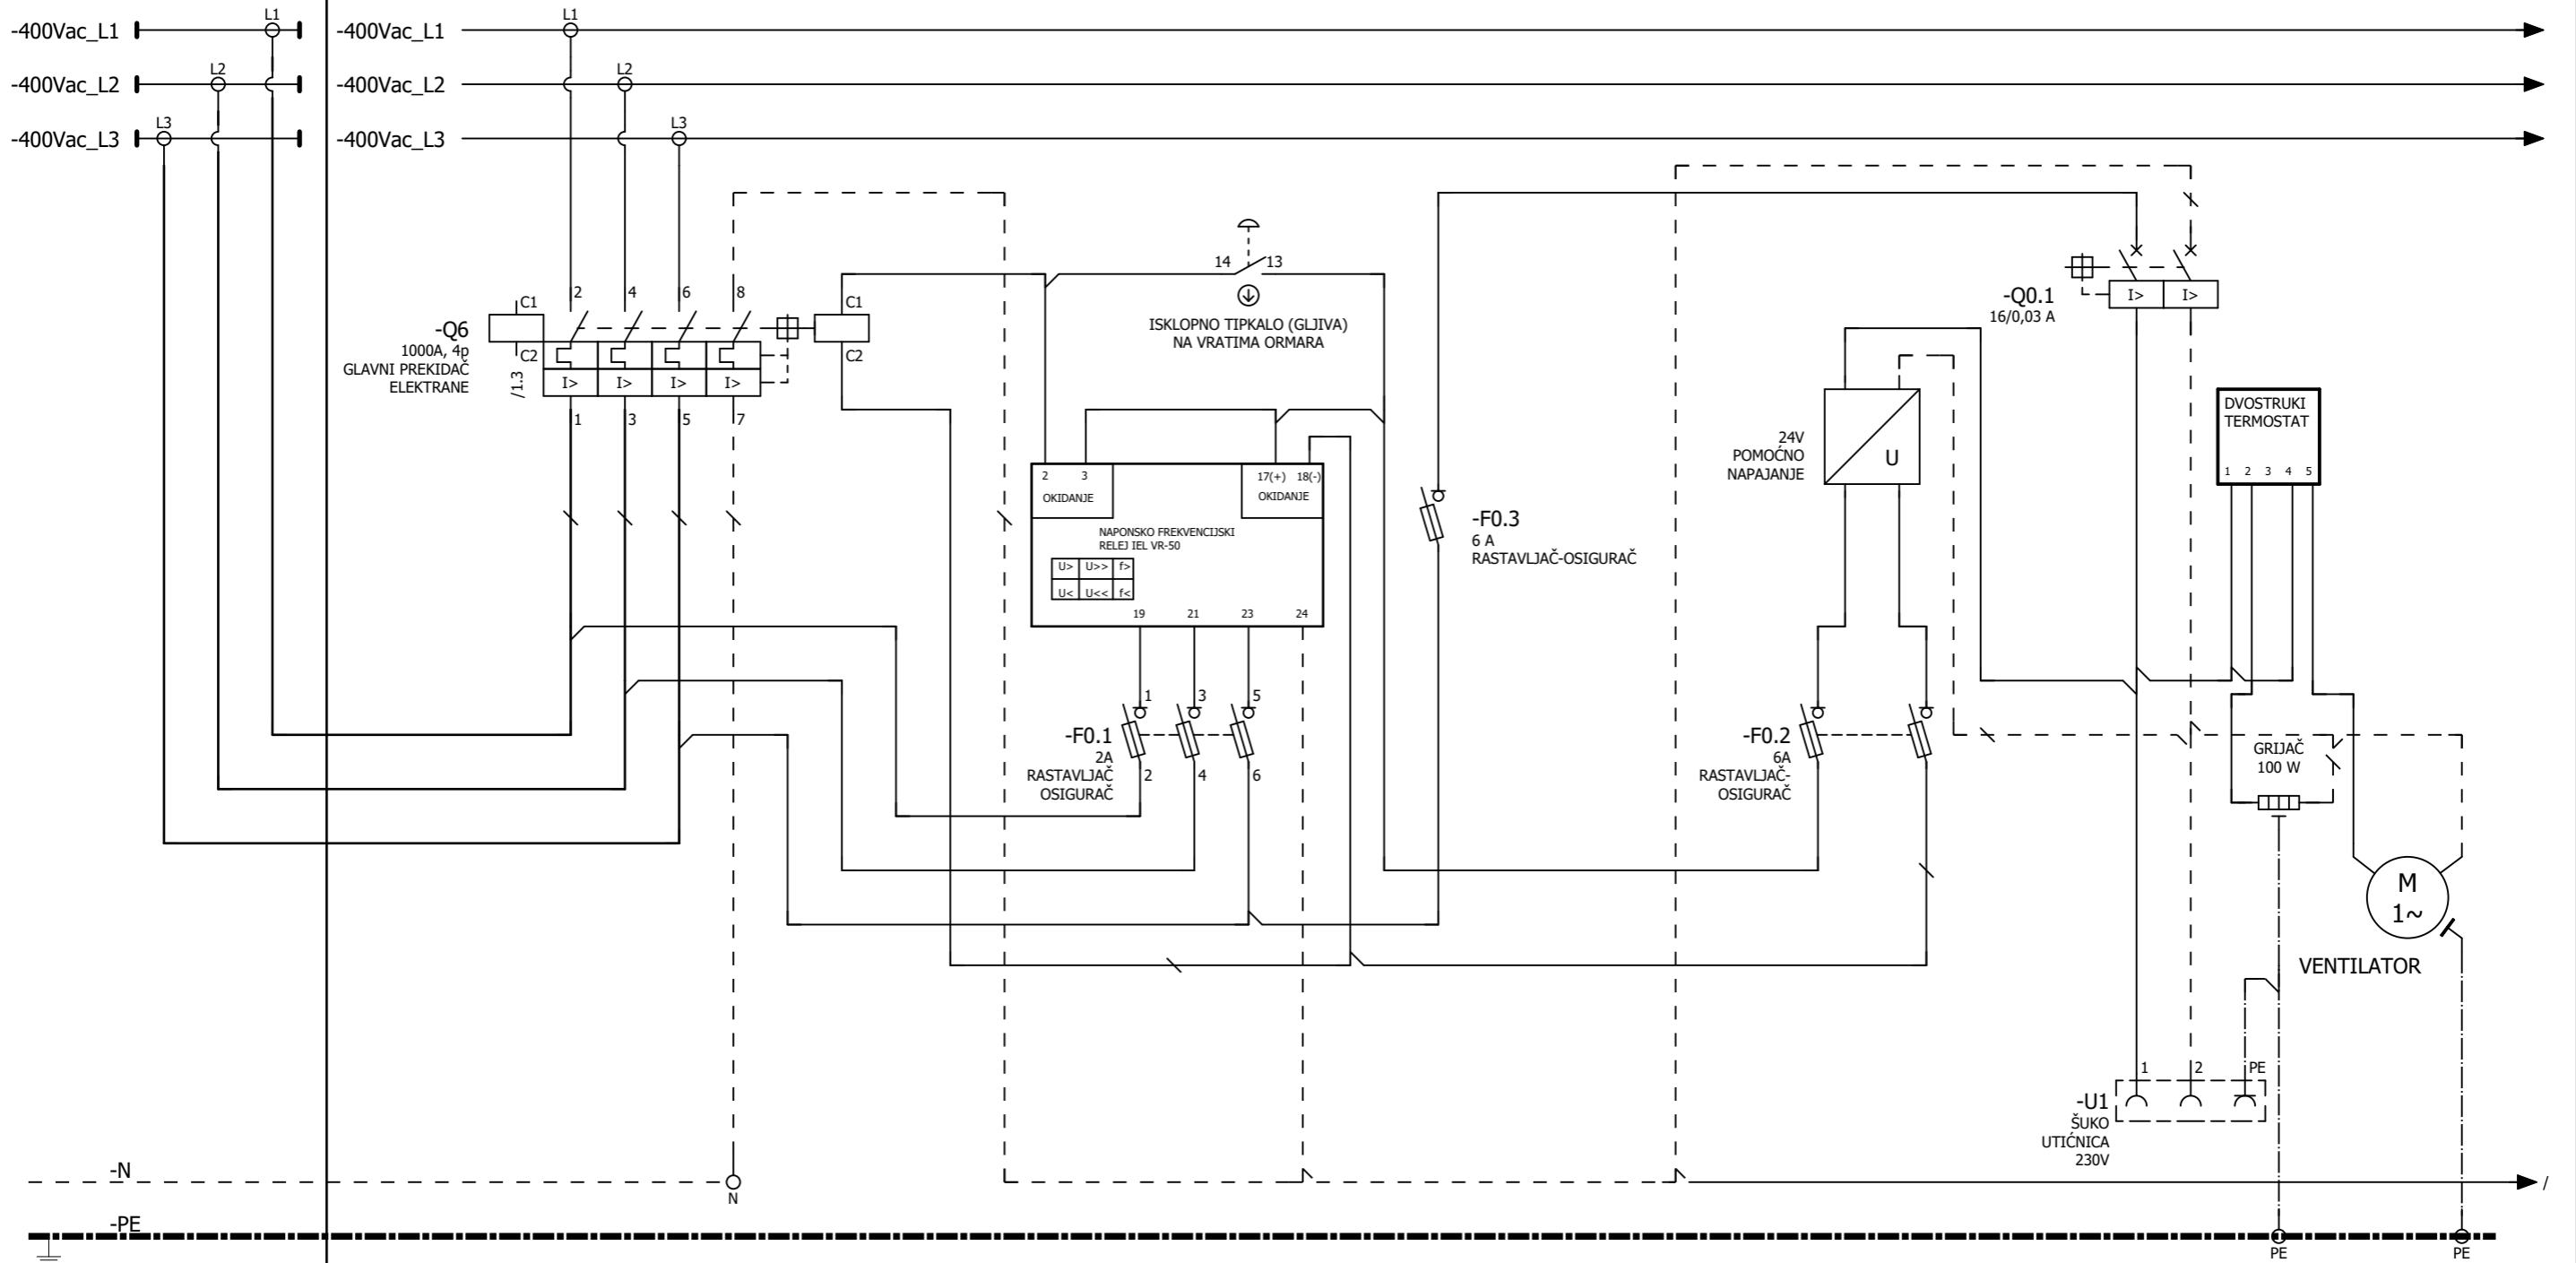 -400Vac_L1
L1
-400Vac_L1
L1
-400Vac_L2
L2
-400Vac_L2
L2
-400Vac_L3
L3
-400Vac_L3
L3
-Q6
1000A, 4p
GLAVNI PREKIDAČ
ELEKTRANE
/1.3
C1
C2
2 4 6 8
I> I> I> I>
1 3 5 7
C1
C2
14 13
ISKLOPNO TIPKALO (GLJIVA)
NA VRATIMA ORMARA
2 3
OKIDANJE
17(+) 18(-)
OKIDANJE
NAPONSKO FREKVENCIJSKI
RELEJ IEL VR-50
U> U>> f>
U< U<< f<
19 21 23 24
-F0.1
2A
RASTAVLJAČ
OSIGURAČ
1 3 5
2 4 6
-F0.3
6 A
RASTAVLJAČ-OSIGURAČ
24V
POMOĆNO
NAPAJANJE
U
-F0.2
6A
RASTAVLJAČ-
OSIGURAČ
-Q0.1
16/0,03 A
I> I>
DVOSTRUKI
TERMOSTAT
1 2 3 4 5
GRIJAČ
100 W
M
1~
VENTILATOR
-U1
ŠUKO
UTIĆNICA
230V
1 2 PE
-N
N
/
-PE
PE
PE